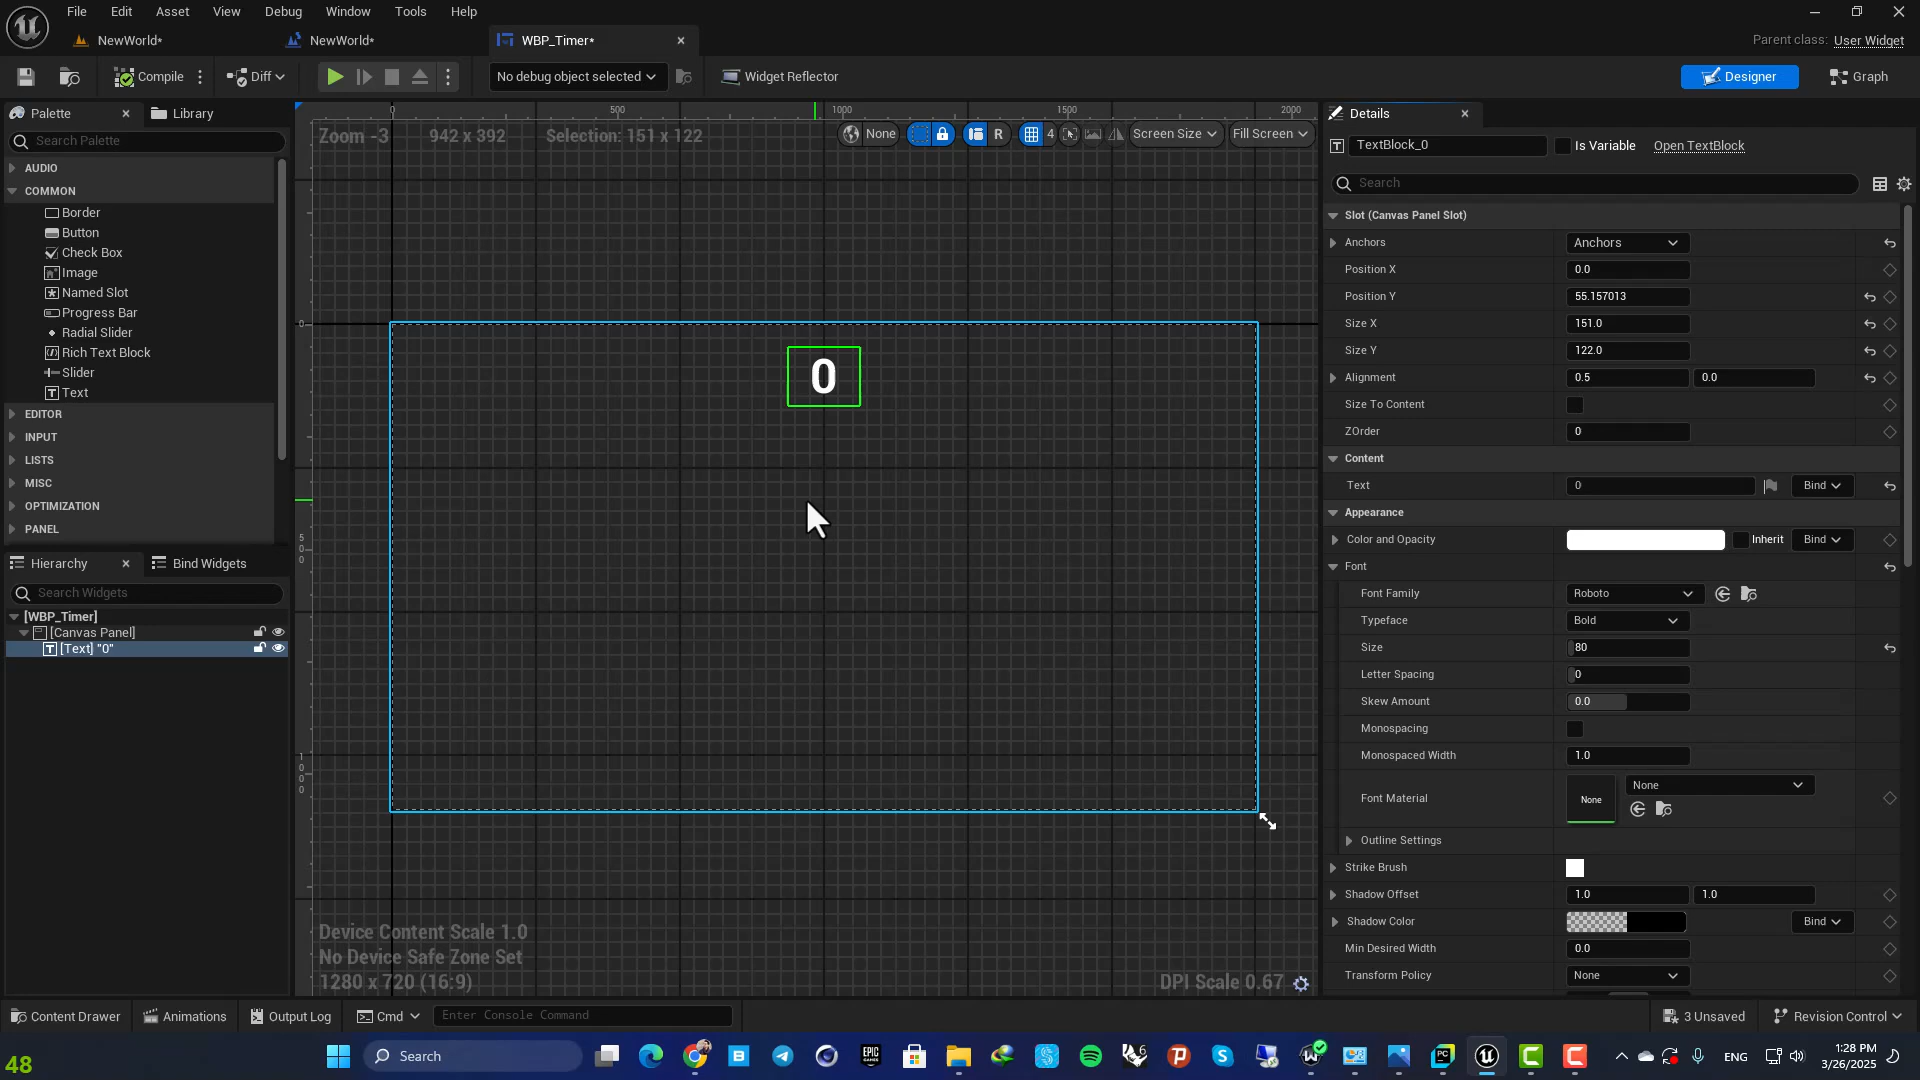 File Edit Asset View Debug Window Tools Help
NewWorld*
NewWorld*
WBP_Timer*
Parent class: User Widget
Compile
Diff
No debug object selected
Widget Reflector
Designer
Graph
Palette
Library
Search Palette
AUDIO
COMMON
Border
Button
Check Box
Image
Named Slot
Progress Bar
Radial Slider
Rich Text Block
Slider
Text
EDITOR
INPUT
LISTS
MISC
OPTIMIZATION
PANEL
Hierarchy
Bind Widgets
Search Widgets
[WBP_Timer]
[Canvas Panel]
[Text] "0"
0 500 1000 1000 2000
Zoom -3
942 x 392
Selection: 151 x 122
None
R
4
Screen Size
Fill Screen
0
500
1000
0
Device Content Scale 1.0
No Device Safe Zone Set
1280 x 720 (16:9)
DPI Scale 0.67
Details
TextBlock_0
Is Variable
Open TextBlock
Search
Slot (Canvas Panel Slot)
Anchors Anchors
Position X 0.0
Position Y 55.157013
Size X 151.0
Size Y 122.0
Alignment 0.5 0.0
Size To Content
ZOrder 0
Content
Text 0 Bind
Appearance
Color and Opacity Inherit Bind
Font
Font Family Roboto
Typeface Bold
Size 80
Letter Spacing 0
Skew Amount 0.0
Monospacing
Monospaced Width 1.0
Font Material None None
Outline Settings
Strike Brush
Shadow Offset 1.0 1.0
Shadow Color Bind
Min Desired Width 0.0
Transform Policy None
Content Drawer
Animations
Output Log
Cmd
Enter Console Command
3 Unsaved
Revision Control
48
Search
EPIC GAMES
PC
ENG
1:28 PM
3/26/2025